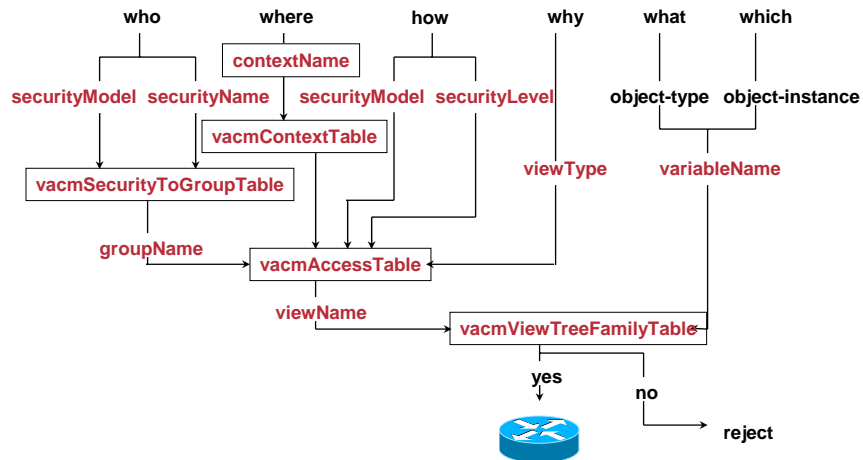 who where how why what which
contextName
securityModel securityName securityModel securityLevel object-type object-instance
vacmContextTable
viewType variableName
vacmSecurityToGroupTable
groupName
vacmAccessTable
viewName
vacmViewTreeFamilyTable
yes
no
reject